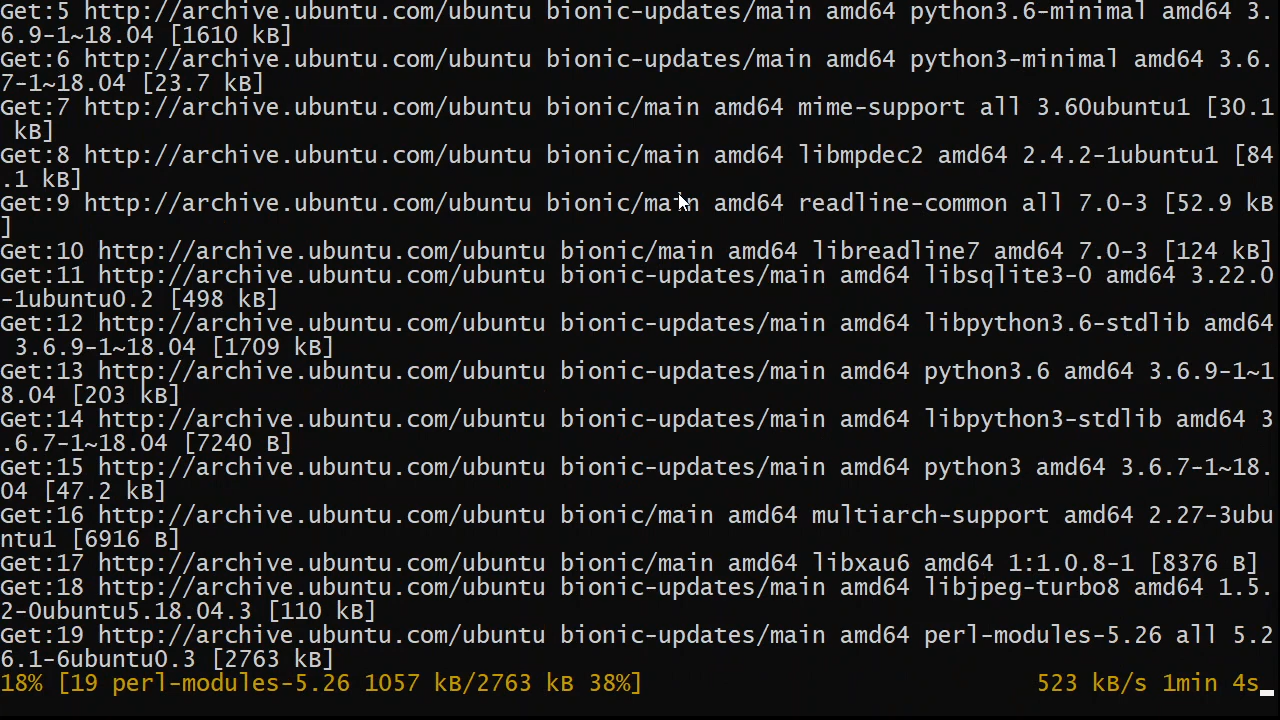 Get:5 http://archive.ubuntu.com/ubuntu bionic-updates/main amd64 python3.6-minimal amd64 3.
6.9-1~18.04 [1610 kB]
Get:6 http://archive.ubuntu.com/ubuntu bionic-updates/main amd64 python3-minimal amd64 3.6.
7-1~18.04 [23.7 kB]
Get:7 http://archive.ubuntu.com/ubuntu bionic/main amd64 mime-support all 3.60ubuntu1 [30.1
 kB]
Get:8 http://archive.ubuntu.com/ubuntu bionic/main amd64 libmpdec2 amd64 2.4.2-1ubuntu1 [84
.1 kB]
Get:9 http://archive.ubuntu.com/ubuntu bionic/main amd64 readline-common all 7.0-3 [52.9 kB
]
Get:10 http://archive.ubuntu.com/ubuntu bionic/main amd64 libreadline7 amd64 7.0-3 [124 kB]
Get:11 http://archive.ubuntu.com/ubuntu bionic-updates/main amd64 libsqlite3-0 amd64 3.22.0
-1ubuntu0.2 [498 kB]
Get:12 http://archive.ubuntu.com/ubuntu bionic-updates/main amd64 libpython3.6-stdlib amd64
 3.6.9-1~18.04 [1709 kB]
Get:13 http://archive.ubuntu.com/ubuntu bionic-updates/main amd64 python3.6 amd64 3.6.9-1~1
8.04 [203 kB]
Get:14 http://archive.ubuntu.com/ubuntu bionic-updates/main amd64 libpython3-stdlib amd64 3
.6.7-1~18.04 [7240 B]
Get:15 http://archive.ubuntu.com/ubuntu bionic-updates/main amd64 python3 amd64 3.6.7-1~18.
04 [47.2 kB]
Get:16 http://archive.ubuntu.com/ubuntu bionic/main amd64 multiarch-support amd64 2.27-3ubu
ntu1 [6916 B]
Get:17 http://archive.ubuntu.com/ubuntu bionic/main amd64 libxau6 amd64 1:1.0.8-1 [8376 B]
Get:18 http://archive.ubuntu.com/ubuntu bionic-updates/main amd64 libjpeg-turbo8 amd64 1.5.
2-0ubuntu5.18.04.3 [110 kB]
Get:19 http://archive.ubuntu.com/ubuntu bionic-updates/main amd64 perl-modules-5.26 all 5.2
6.1-6ubuntu0.3 [2763 kB]
18% [19 perl-modules-5.26 1057 kB/2763 kB 38%] 523 kB/s 1min 4s